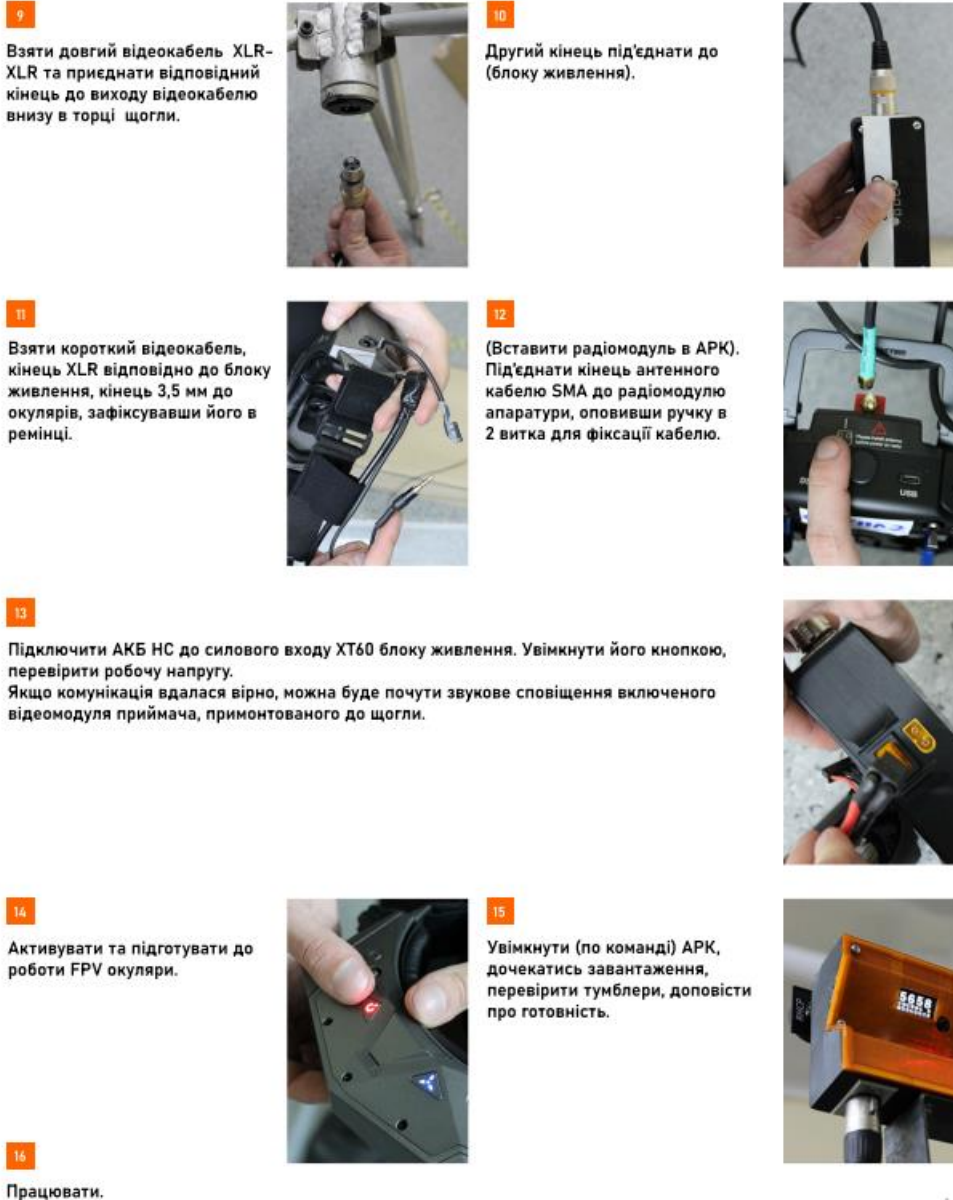 9
Взяти довгий відеокабель XLR-
XLR та приєднати відповідний
кінець до виходу відеокабелю
внизу в торці щогли.
10
Другий кінець під'єднати до
(блоку живлення).
11
Взяти короткий відеокабель,
кінець XLR відповідно до блоку
живлення, кінець 3,5 мм до
окулярів, зафіксувавши його в
ремінці.
12
(Вставити радіомодуль в АРК).
Під'єднати кінець антенного
кабелю SMA до радіомодулю
апаратури, оповивши ручку в
2 витка для фіксації кабелю.
USB
13
Підключити АКБ НС до силового входу XT60 блоку живлення. Увімкнути його кнопкою,
перевірити робочу напругу.
Якщо комунікація вдалася вірно, можна буде почути звукове сповіщення включеного
відеомодуля приймача, примонтованого до щогли.
14
Активувати та підготувати до
роботи FPV окуляри.
15
Увімкнути (по команді) АРК,
дочекатись завантаження,
перевірити тумблери, доповісти
про готовність.
5658
16
Працювати.